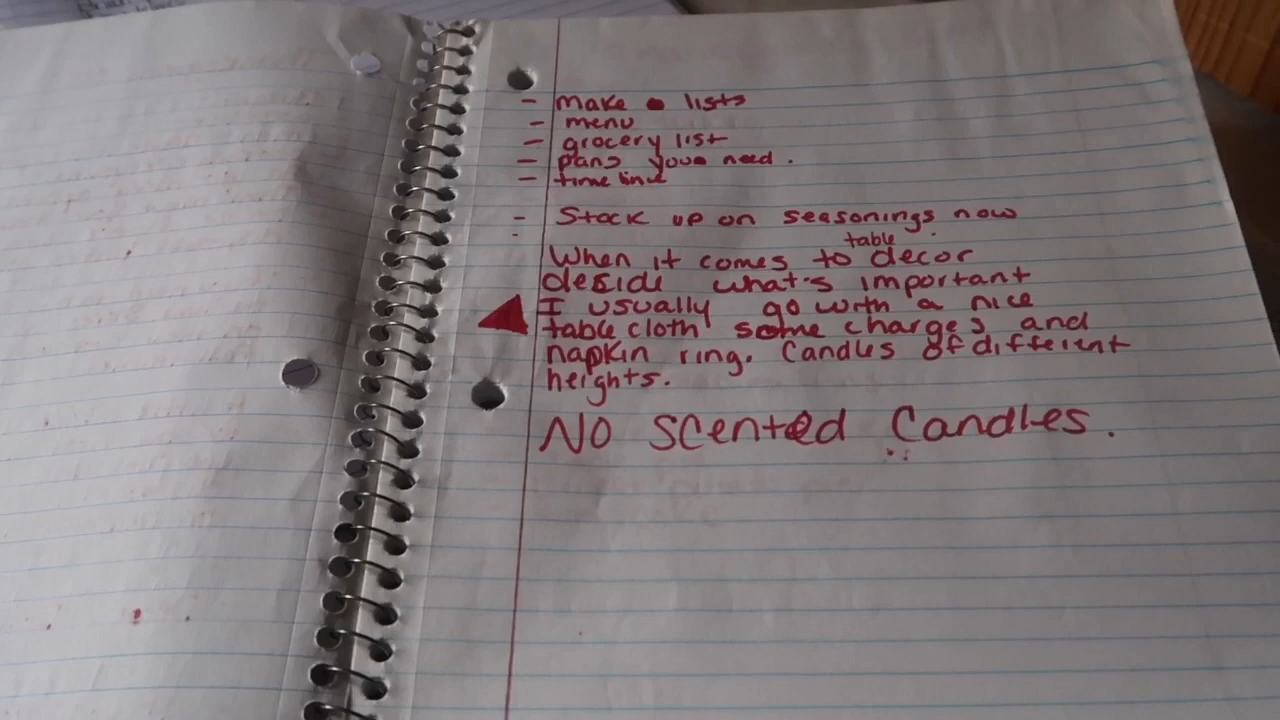 - make lists
- menu
- grocery list
- pans you need.
- time line
- Stock up on seasonings now
-
table
When it comes to decor
deside what's important
I usually go with a nice
table cloth some charges and
napkin ring. Candles of different
heights.
NO scented Candles.